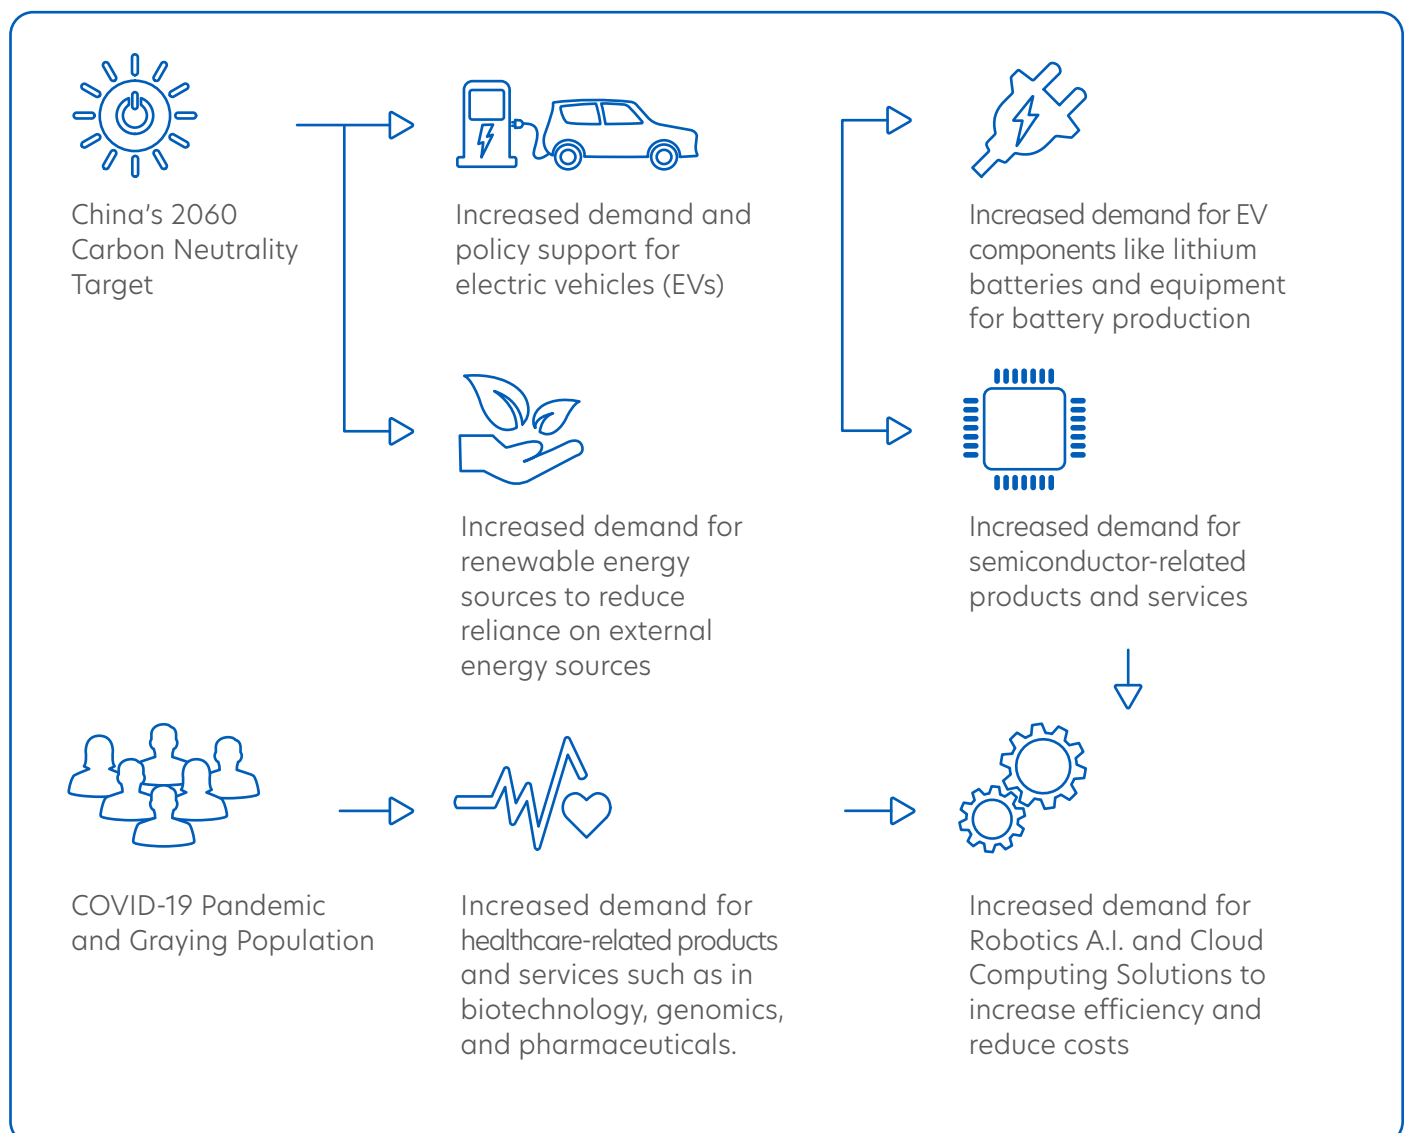 China's 2060
Carbon Neutrality
Target
Increased demand and
policy support for
electric vehicles (EVs)
Increased demand for EV
components like lithium
batteries and equipment
for battery production
Increased demand for
renewable energy
sources to reduce
reliance on external
energy sources
Increased demand for
semiconductor-related
products and services
COVID-19 Pandemic
and Graying Population
Increased demand for
healthcare-related products
and services such as in
biotechnology, genomics,
and pharmaceuticals.
Increased demand for
Robotics A.I. and Cloud
Computing Solutions to
increase efficiency and
reduce costs